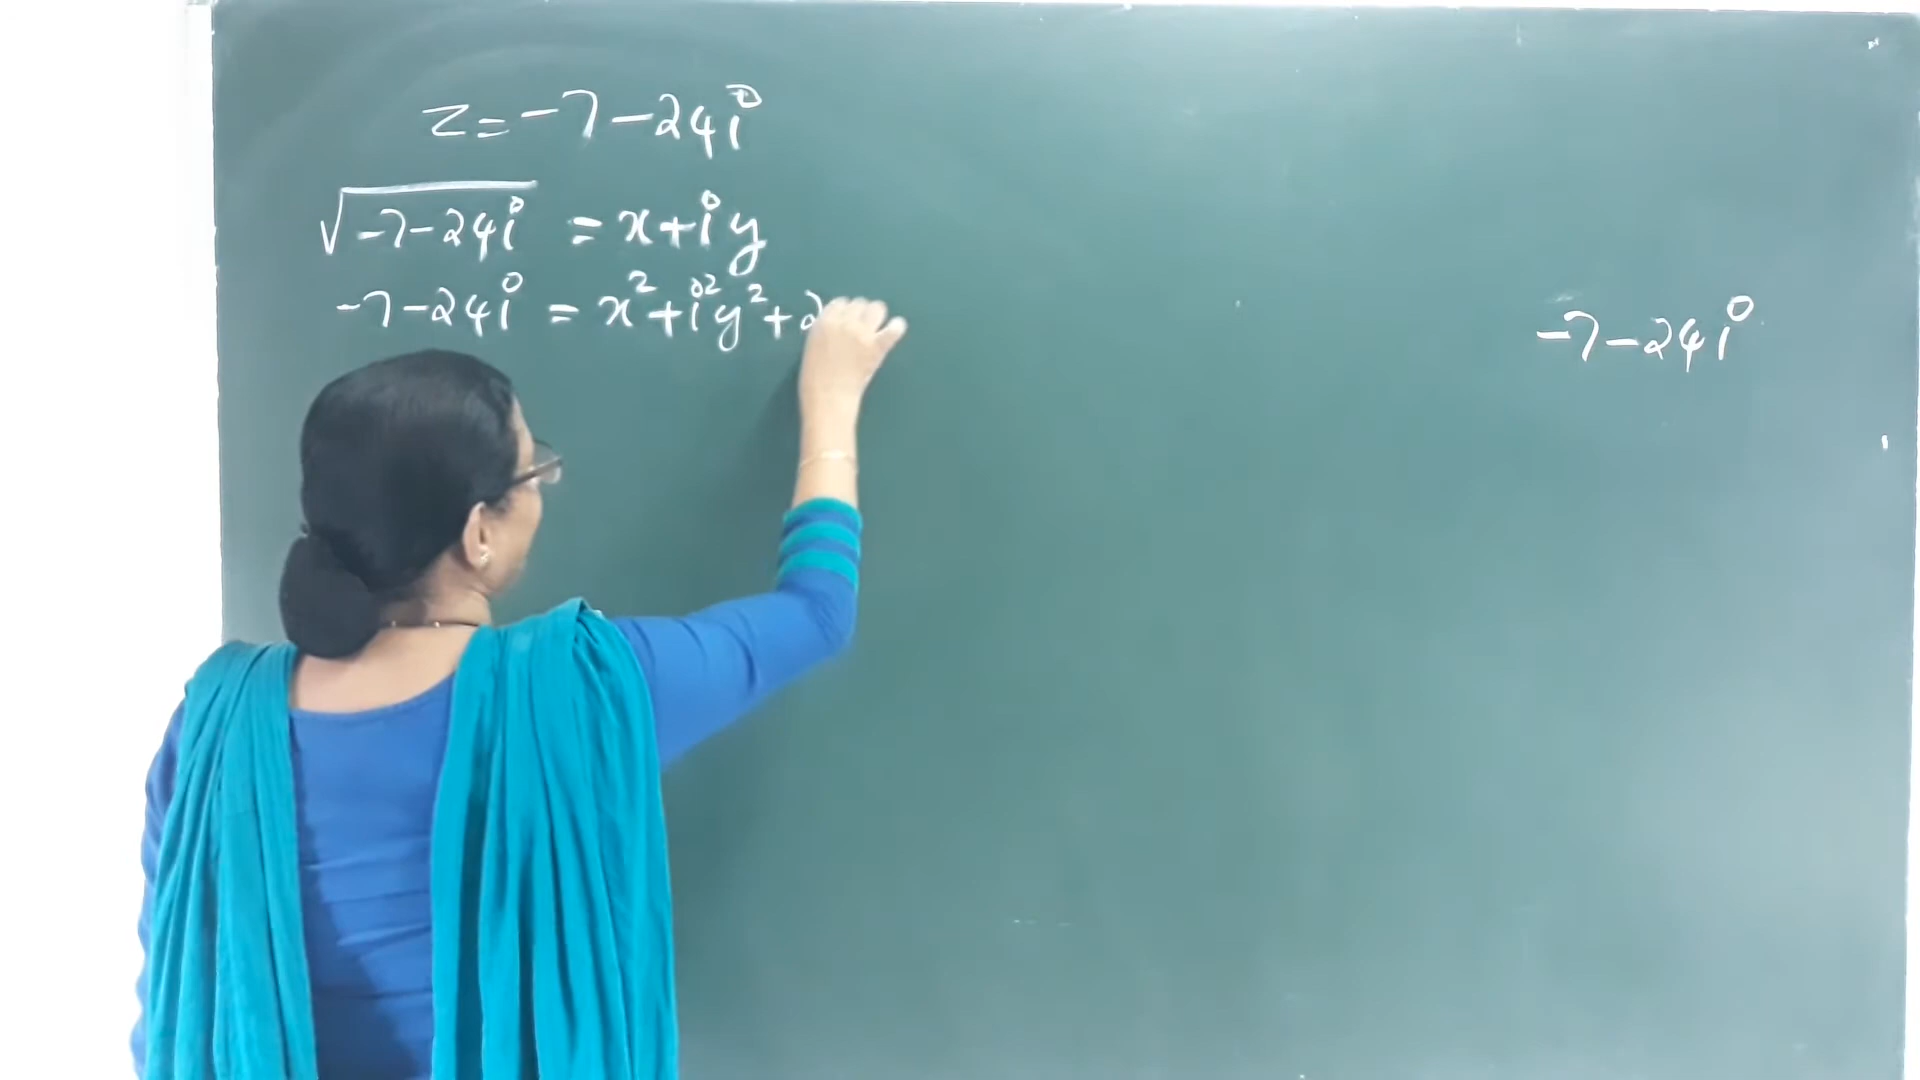 z = -7 - 24i
√-7-24i = x + iy
-7 - 24i = x² + i²y² + 2
-7 - 24i